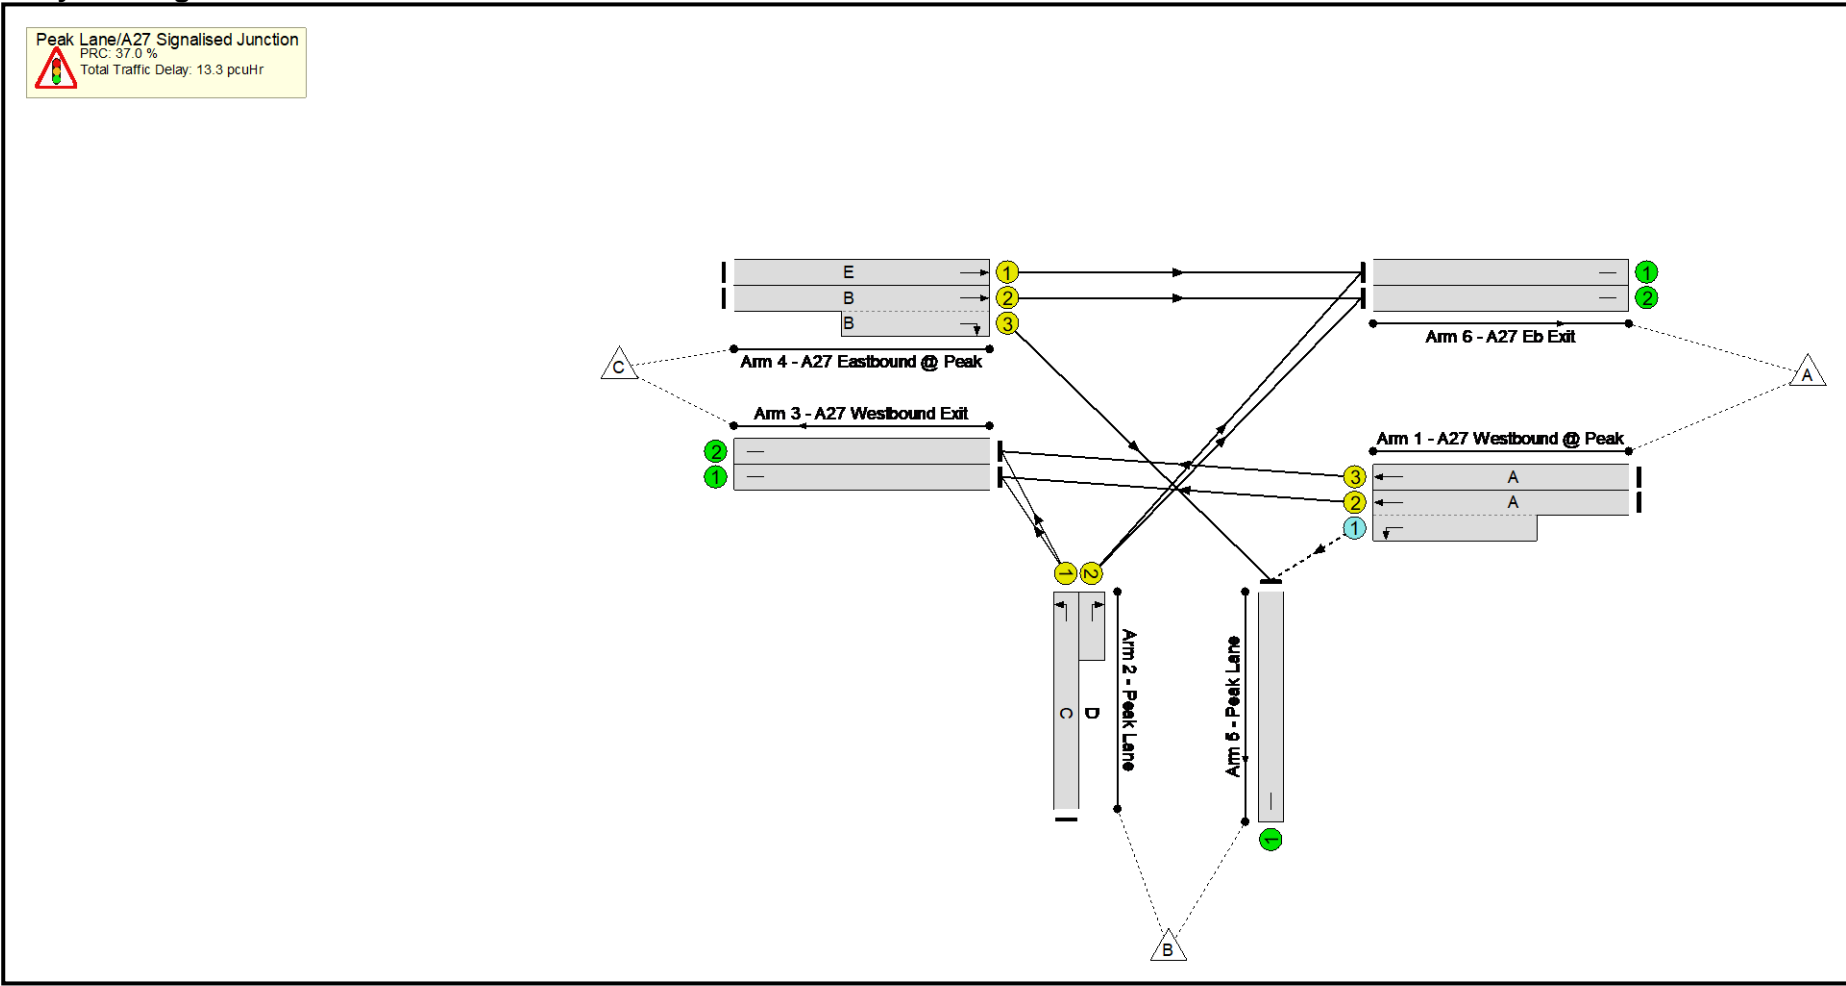 Peak Lane/A27 Signalised Junction
PRC: 37.0 %
Total Traffic Delay: 13.3 pcuHr
E
1
B
2
B
3
Arm 4 - A27 Eastbound @ Peak
C
Arm 3 - A27 Westbound Exit
2
1
1
2
Arm 6 - A27 Eb Exit
A
Arm 1 - A27 Westbound @ Peak
3
A
2
A
1
1
2
C
D
Arm 2 - Peak Lane
Arm 5 - Peak Lane
1
B